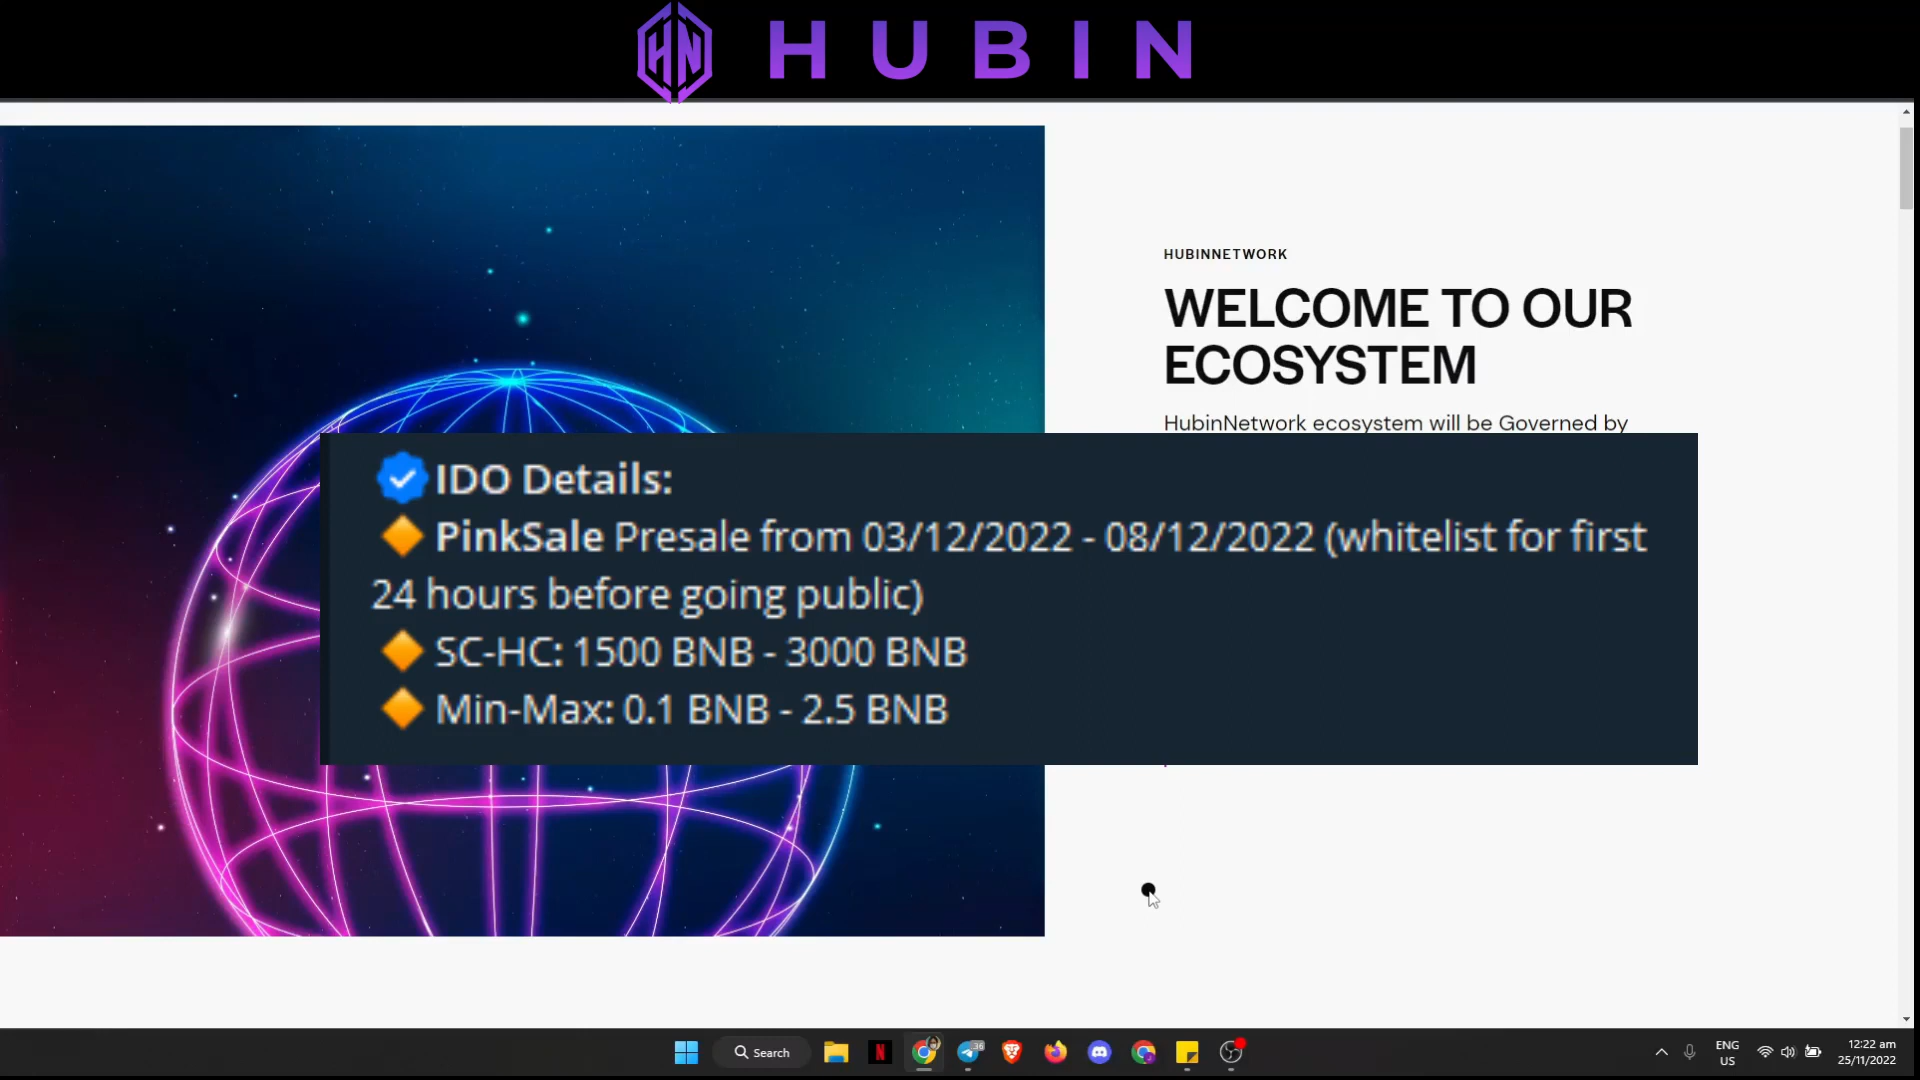 HUBIN
HUBINNETWORK
WELCOME TO OUR
ECOSYSTEM
HubinNetwork ecosystem will be Governed by
IDO Details:
PinkSale Presale from 03/12/2022 - 08/12/2022 (whitelist for first
24 hours before going public)
SC-HC: 1500 BNB - 3000 BNB
Min-Max: 0.1 BNB - 2.5 BNB
Search
36
ENG
US
12:22 am
25/11/2022